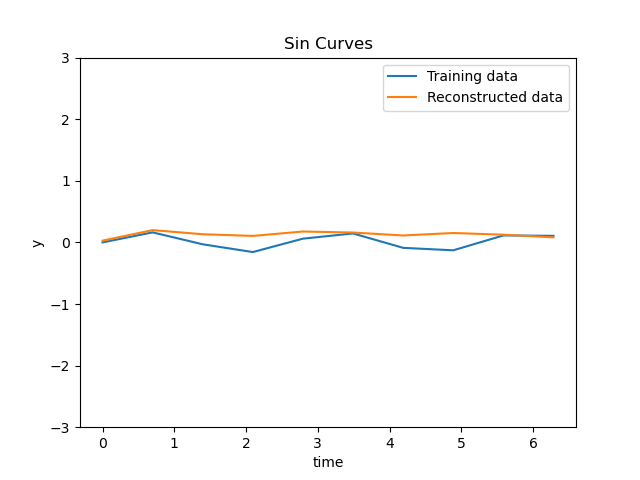 Sin Curves
Training data
Reconstructed data
3
2
1
0
−1
−2
−3
y
0 1 2 3 4 5 6
time